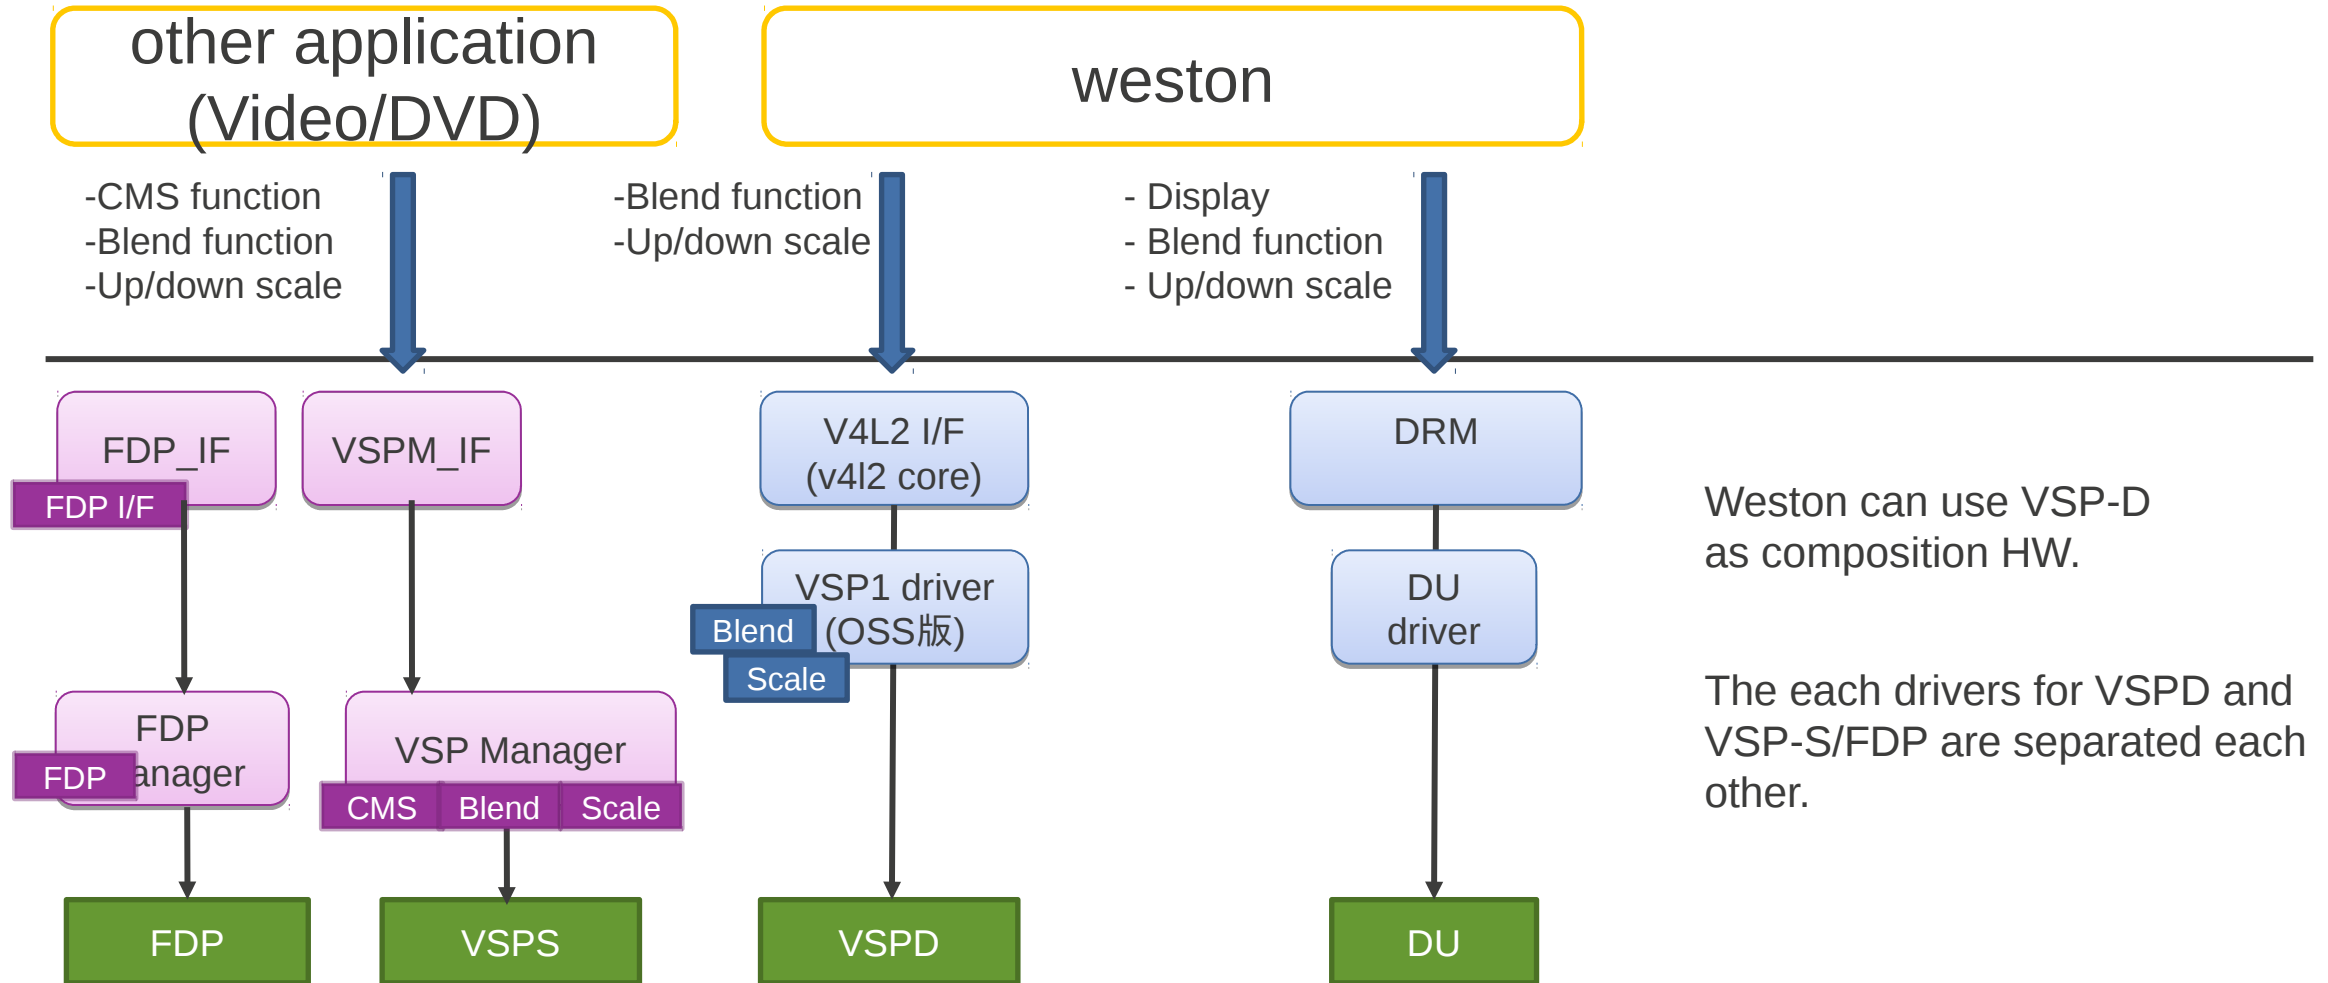 other application
(Video/DVD)
weston
-CMS function
-Blend function
-Up/down scale
-Blend function
-Up/down scale
- Display
- Blend function
- Up/down scale
FDP_IF
FDP I/F
VSPM_IF
V4L2 I/F
(v4l2 core)
DRM
VSP1 driver
(OSS版)
Blend
Scale
DU
driver
Weston can use VSP-D
as composition HW.
The each drivers for VSPD and
VSP-S/FDP are separated each
other.
FDP
anager
FDP
VSP Manager
CMS
Blend
Scale
FDP
VSPS
VSPD
DU